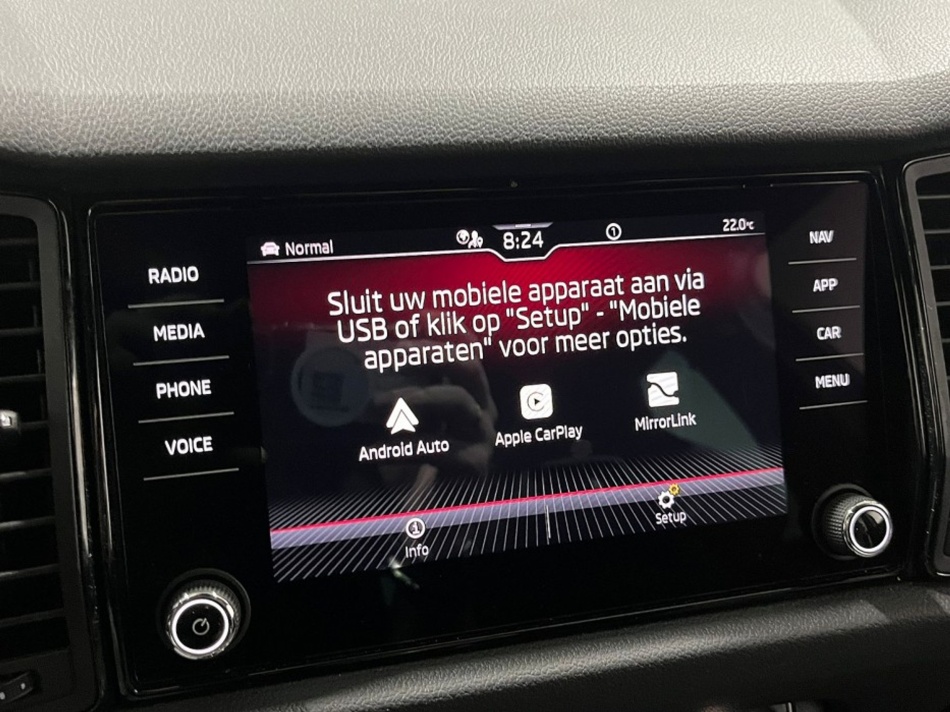 Normal
8:24
1
22.0°C
RADIO
MEDIA
PHONE
VOICE
Sluit uw mobiele apparaat aan via
USB of klik op "Setup" - "Mobiele
apparaten" voor meer opties.
Android Auto
Apple CarPlay
MirrorLink
Info
Setup
NAV
APP
CAR
MENU